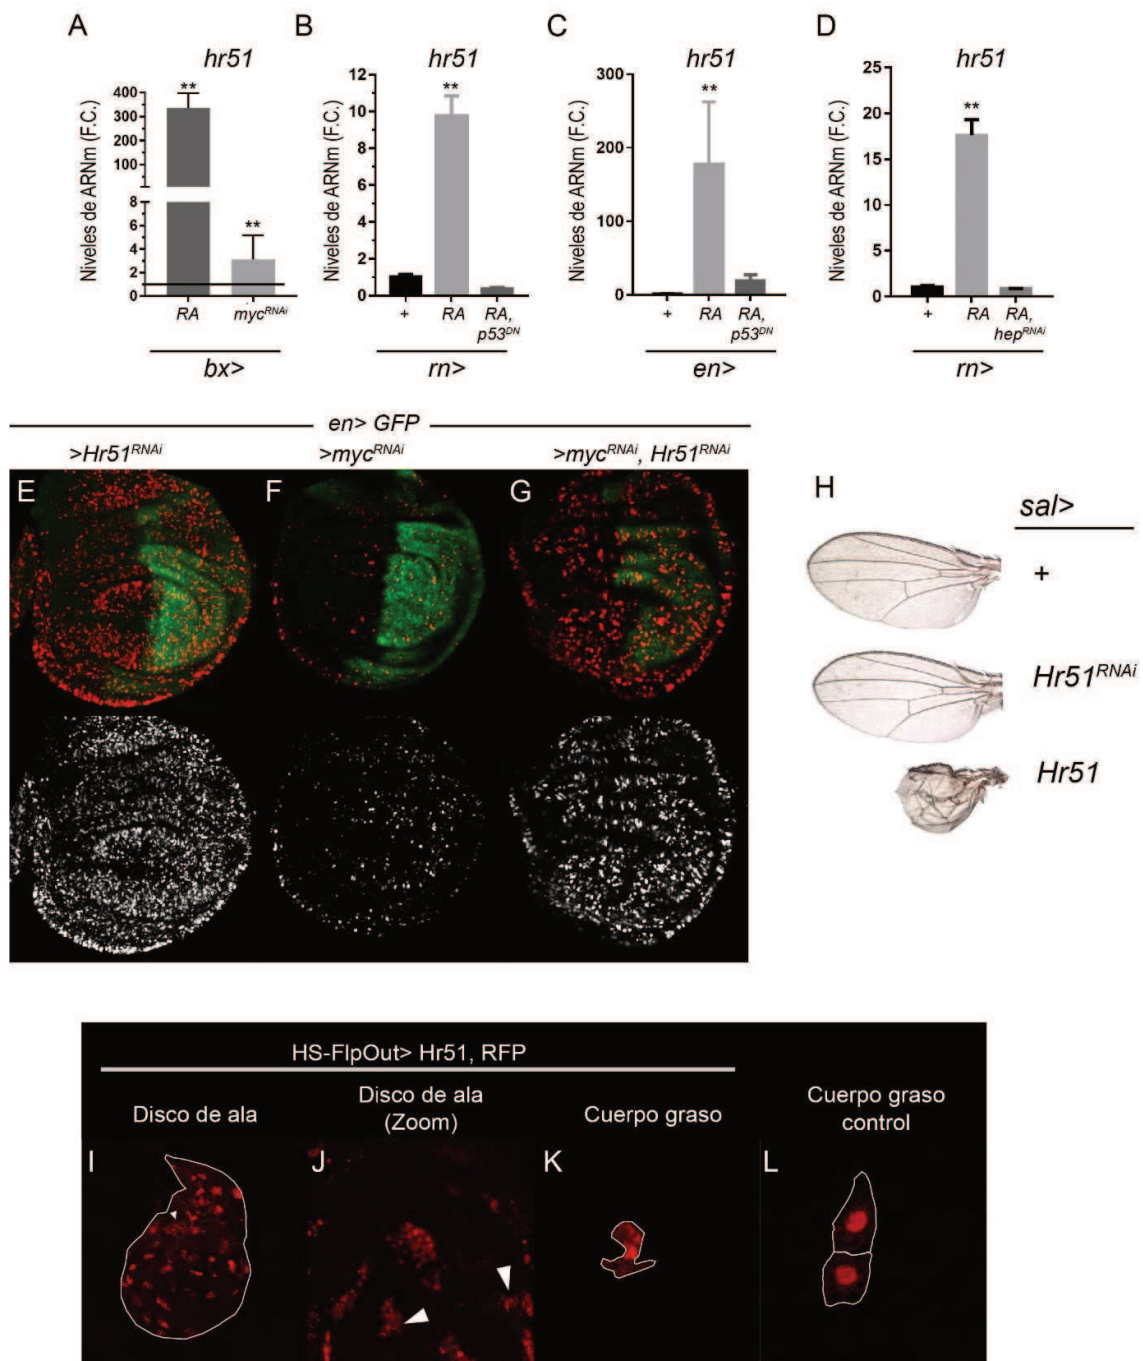 A
hr51
Niveles de ARNm (F.C.)
400
300
200
100
8
6
4
3
2
1
0
**
**
RA
myc^RNAi
bx>
B
hr51
Niveles de ARNm (F.C.)
12
10
8
6
4
2
0
**
+
RA
RA,
p53^DN
rn>
C
hr51
Niveles de ARNm (F.C.)
300
200
100
0
**
+
RA
RA,
p53^DN
en>
D
hr51
Niveles de ARNm (F.C.)
25
20
15
10
5
0
**
+
RA
RA,
hep^RNAi
rn>
en> GFP
>Hr51^RNAi
>myc^RNAi
>myc^RNAi, Hr51^RNAi
E
F
G
H
sal>
+
Hr51^RNAi
Hr51
HS-FlpOut> Hr51, RFP
Disco de ala
Disco de ala
(Zoom)
Cuerpo graso
Cuerpo graso
control
I
J
K
L